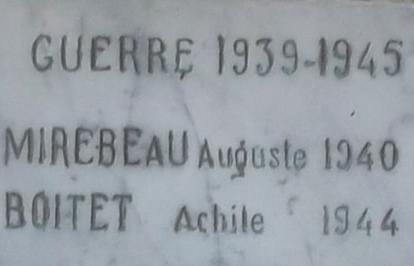 GUERRE 1939-1945
MIREBEAU Auguste 1940
BOITET Achile 1944